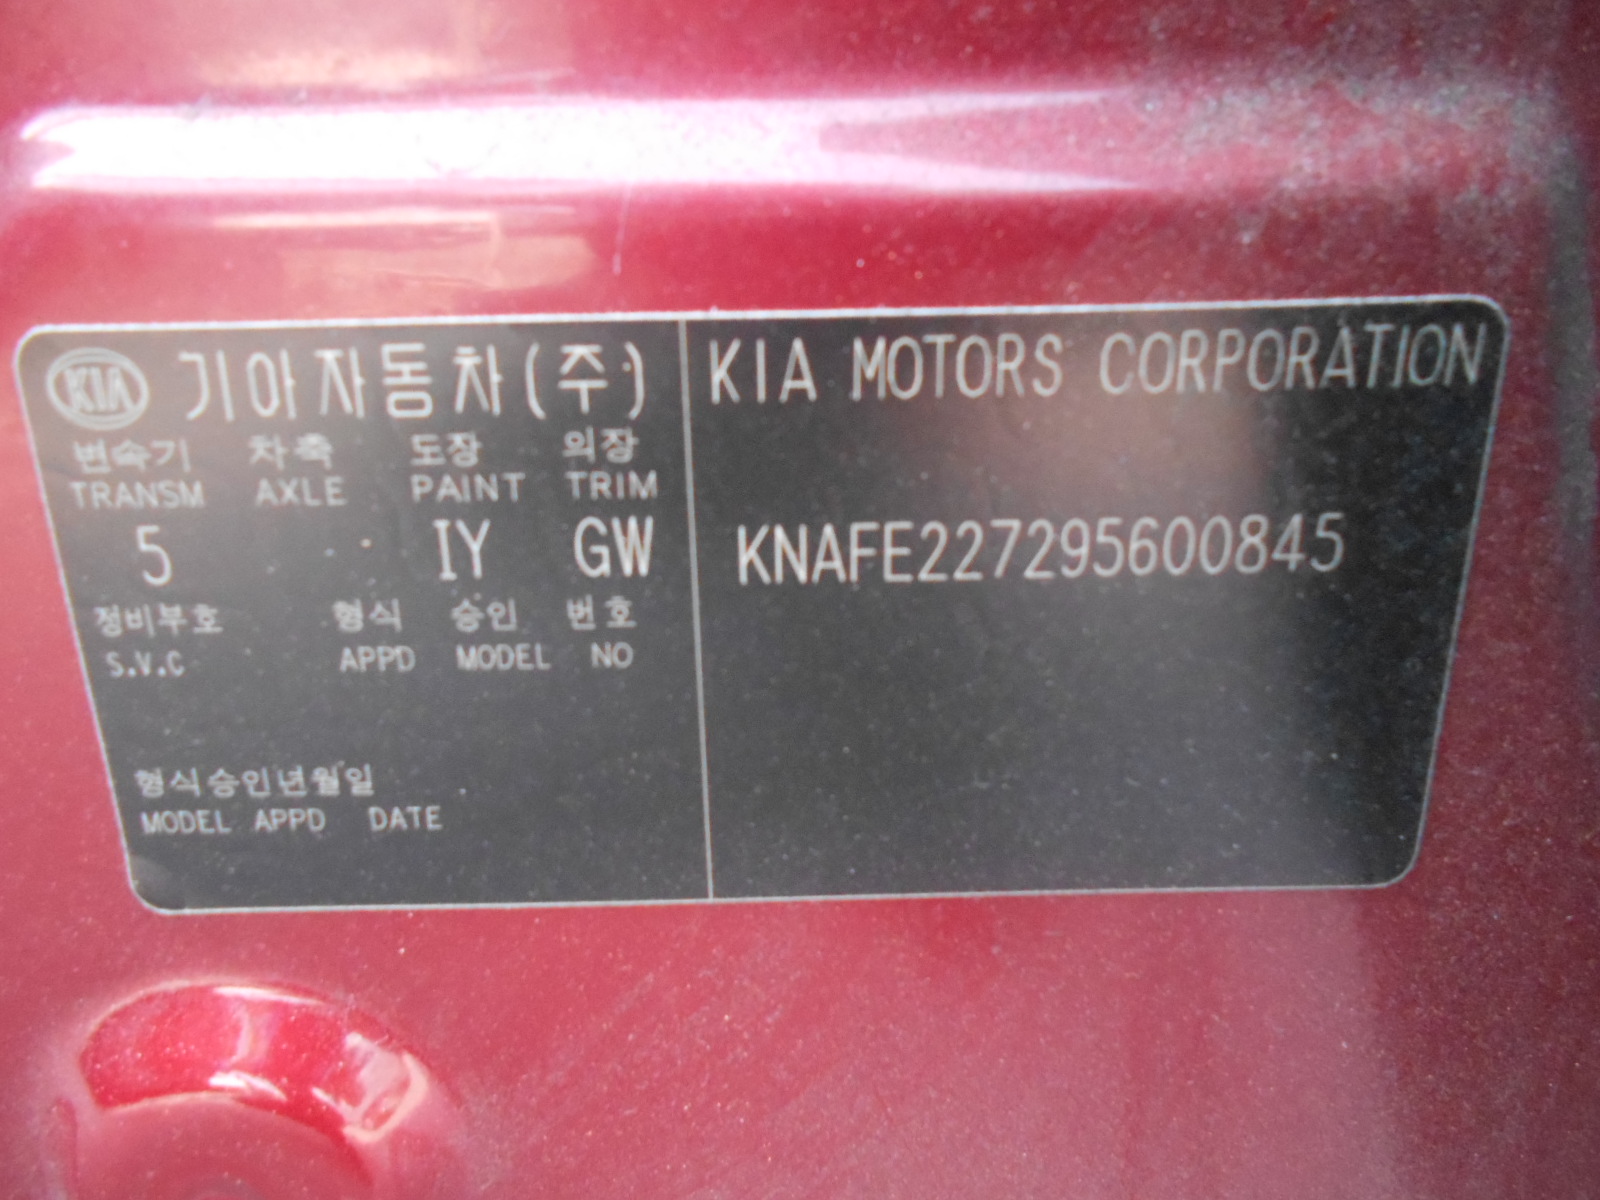 KIA 기아자동차(주) KIA MOTORS CORPORATION
변속기 차축 도장 의장
TRANSM AXLE PAINT TRIM
5 IY GW KNAFE227295600845
정비부호 형식 승인 번호
S.V.C APPD MODEL NO
형식승인년월일
MODEL APPD DATE